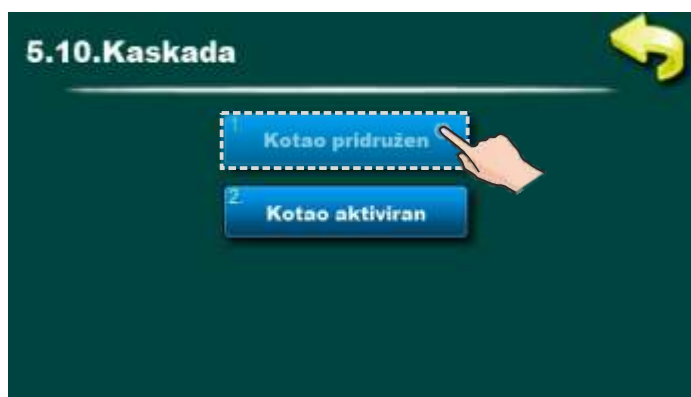 5.10.Kaskada
1.
Kotao pridružen
2.
Kotao aktiviran